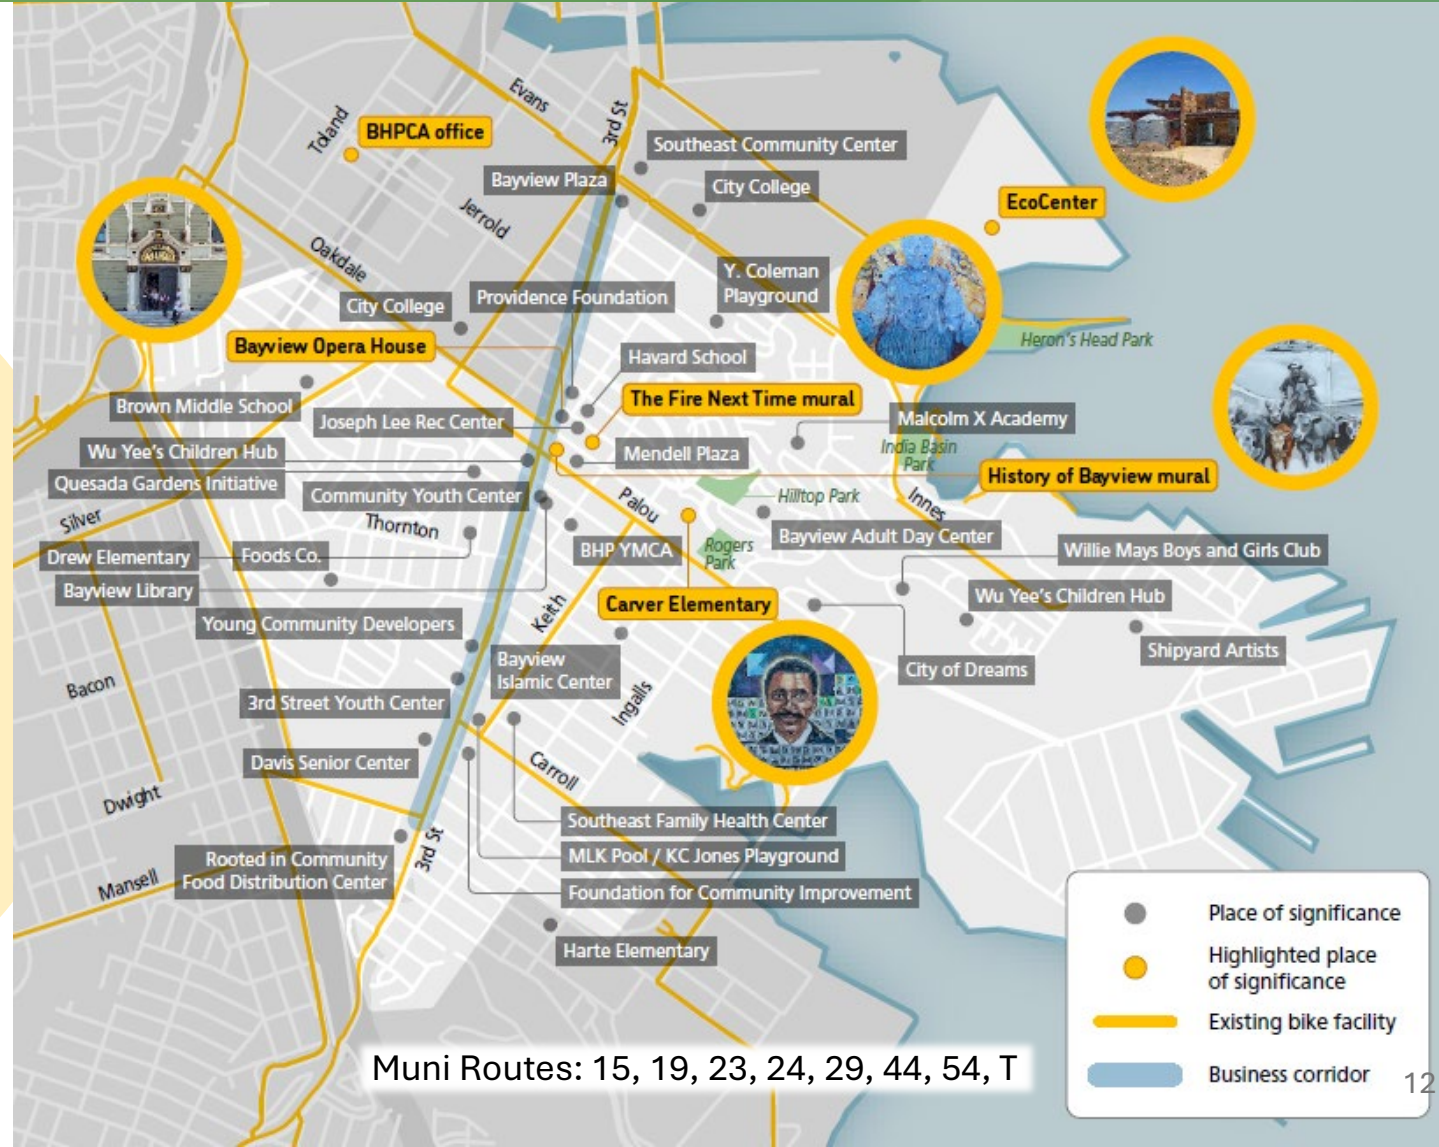 Evans
Toland
BHPCA office
3rd St
Southeast Community Center
Bayview Plaza
City College
EcoCenter
Jerrold
Oakdale
Y. Coleman
Playground
City College
Providence Foundation
Heron's Head Park
Bayview Opera House
Havard School
The Fire Next Time mural
Brown Middle School
Joseph Lee Rec Center
Malcolm X Academy
Wu Yee's Children Hub
Mendell Plaza
India Basin
Park
History of Bayview mural
Quesada Gardens Initiative
Community Youth Center
Palou
Hilltop Park
Innes
Silver
Thornton
Bayview Adult Day Center
Drew Elementary
Foods Co.
BHP YMCA
Rogers
Park
Willie Mays Boys and Girls Club
Bayview Library
Carver Elementary
Wu Yee's Children Hub
Young Community Developers
Keith
Bayview
Islamic Center
City of Dreams
Shipyard Artists
Bacon
3rd Street Youth Center
Ingalls
Davis Senior Center
Carroll
Dwight
Southeast Family Health Center
3rd St
MLK Pool / KC Jones Playground
Rooted in Community
Food Distribution Center
Mansell
Foundation for Community Improvement
Harte Elementary
Place of significance
Highlighted place
of significance
Existing bike facility
Business corridor
Muni Routes: 15, 19, 23, 24, 29, 44, 54, T
12